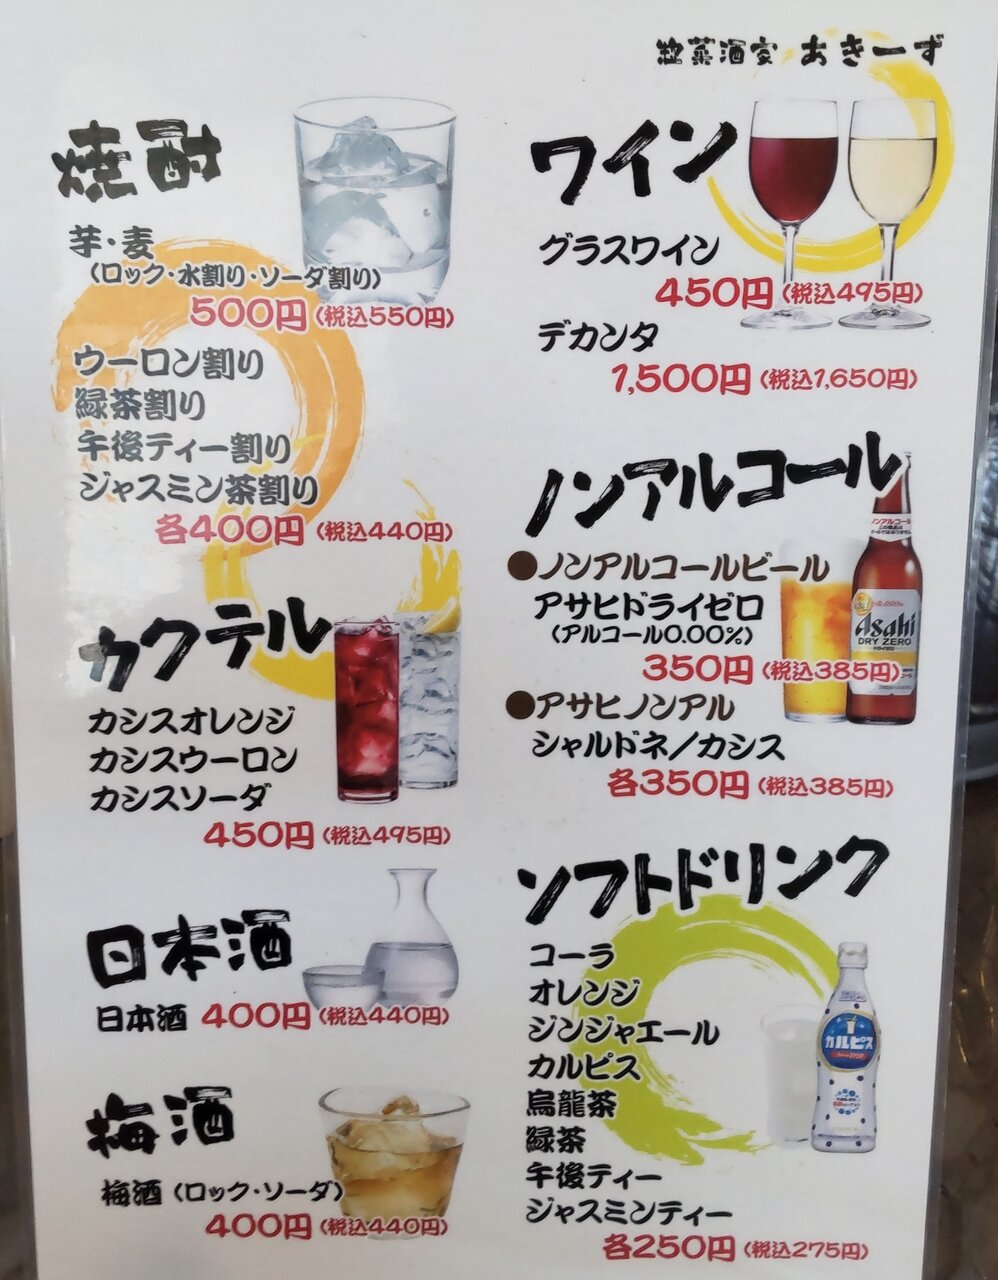 惣菜酒家 あきーず
焼酎
芋・麦
（ロック・水割り・ソーダ割り）
500円（税込550円）
ウーロン割り
緑茶割り
午後ティー割り
ジャスミン茶割り
各400円（税込440円）
カクテル
カシスオレンジ
カシスウーロン
カシスソーダ
450円（税込495円）
日本酒
日本酒 400円（税込440円）
梅酒
梅酒（ロック・ソーダ）
400円（税込440円）
ワイン
グラスワイン
450円（税込495円）
デカンタ
1,500円（税込1,650円）
ノンアルコール
●ノンアルコールビール
アサヒドライゼロ
（アルコール0.00%）
350円（税込385円）
●アサヒノンアル
シャルドネ／カシス
各350円（税込385円）
ノンアルコール
Asahi
DRY ZERO
ソフトドリンク
コーラ
オレンジ
ジンジャエール
カルピス
烏龍茶
緑茶
午後ティー
ジャスミンティー
各250円（税込275円）
カルピス